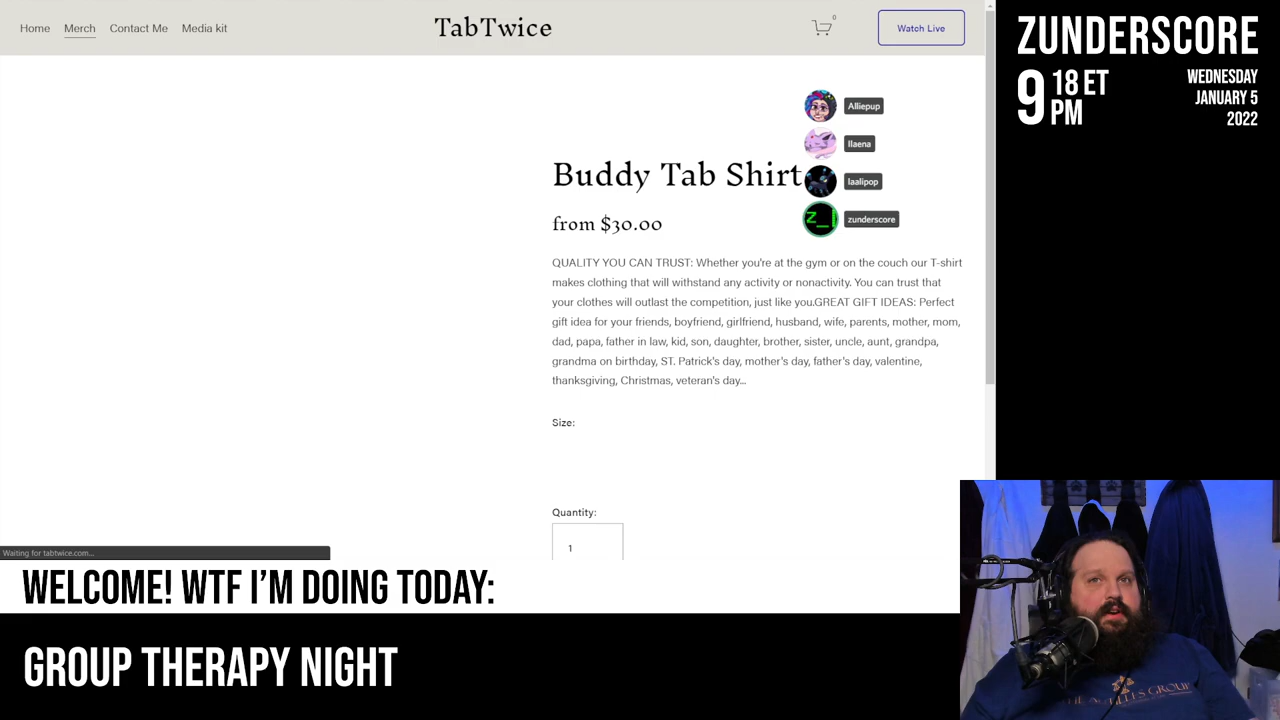 Home Merch Contact Me Media kit
TabTwice
0
Watch Live
Alliepup
llaena
laalipop
z_
zunderscore
Buddy Tab Shirt
from $30.00
QUALITY YOU CAN TRUST: Whether you're at the gym or on the couch our T-shirt
makes clothing that will withstand any activity or nonactivity. You can trust that
your clothes will outlast the competition, just like you.GREAT GIFT IDEAS: Perfect
gift idea for your friends, boyfriend, girlfriend, husband, wife, parents, mother, mom,
dad, papa, father in law, kid, son, daughter, brother, sister, uncle, aunt, grandpa,
grandma on birthday, ST. Patrick's day, mother's day, father's day, valentine,
thanksgiving, Christmas, veteran's day...
Size:
Quantity:
1
Waiting for tabtwice.com...
WELCOME! WTF I'M DOING TODAY:
GROUP THERAPY NIGHT
ZUNDERSCORE
9 18 ET
PM
WEDNESDAY
JANUARY 5
2022
GROUP